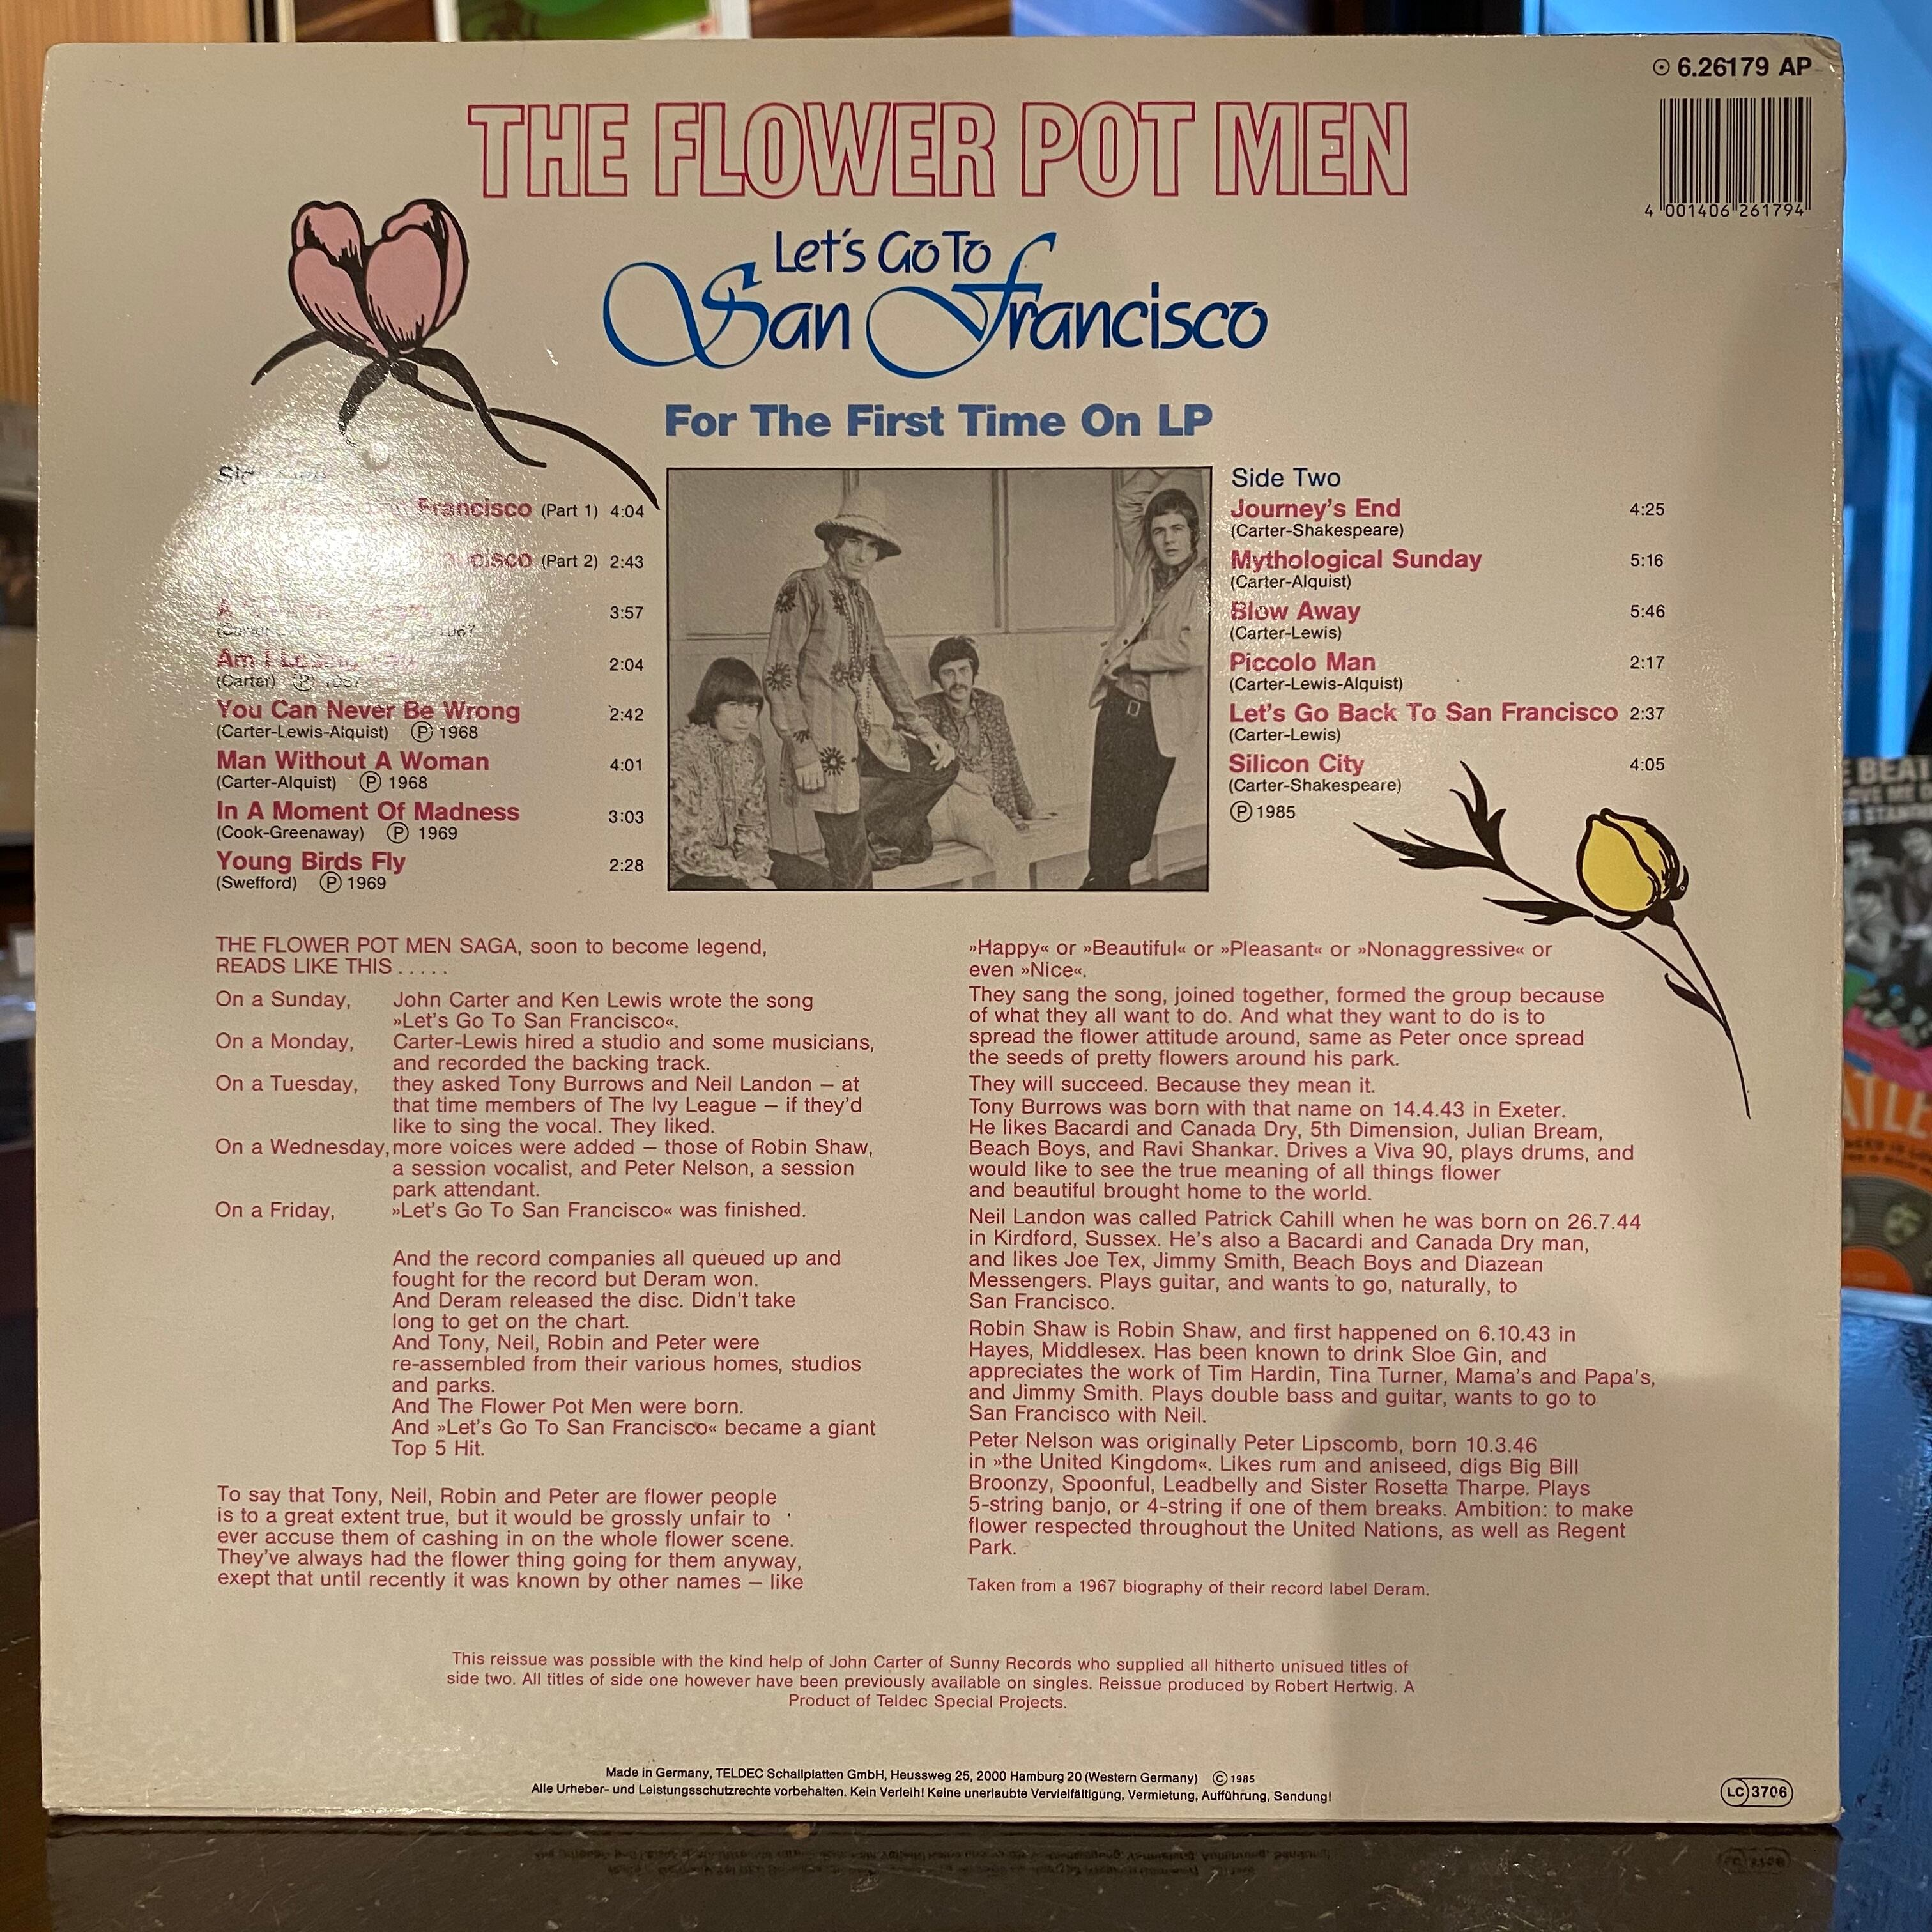 6.26179 AP
THE FLOWER POT MEN
4 001406 261794
Let's Go To
San Francisco
For The First Time On LP
Francisco (Part 1) 4:04
(Part 2) 2:43
3:57
Am I 2:04
(Carter) Ⓟ
You Can Never Be Wrong 2:42
(Carter-Lewis-Alquist) Ⓟ 1968
Man Without A Woman 4:01
(Carter-Alquist) Ⓟ 1968
In A Moment Of Madness 3:03
(Cook-Greenaway) Ⓟ 1969
Young Birds Fly 2:28
(Swefford) Ⓟ 1969
Side Two
Journey's End 4:25
(Carter-Shakespeare)
Mythological Sunday 5:16
(Carter-Alquist)
Blow Away 5:46
(Carter-Lewis)
Piccolo Man 2:17
(Carter-Lewis-Alquist)
Let's Go Back To San Francisco 2:37
(Carter-Lewis)
Silicon City 4:05
(Carter-Shakespeare)
Ⓟ 1985
THE FLOWER POT MEN SAGA, soon to become legend,
READS LIKE THIS . . . . .
On a Sunday, John Carter and Ken Lewis wrote the song
»Let's Go To San Francisco«.
On a Monday, Carter-Lewis hired a studio and some musicians,
and recorded the backing track.
On a Tuesday, they asked Tony Burrows and Neil Landon – at
that time members of The Ivy League – if they'd
like to sing the vocal. They liked.
On a Wednesday, more voices were added – those of Robin Shaw,
a session vocalist, and Peter Nelson, a session
park attendant.
On a Friday, »Let's Go To San Francisco« was finished.
And the record companies all queued up and
fought for the record but Deram won.
And Deram released the disc. Didn't take
long to get on the chart.
And Tony, Neil, Robin and Peter were
re-assembled from their various homes, studios
and parks.
And The Flower Pot Men were born.
And »Let's Go To San Francisco« became a giant
Top 5 Hit.
To say that Tony, Neil, Robin and Peter are flower people
is to a great extent true, but it would be grossly unfair to
ever accuse them of cashing in on the whole flower scene.
They've always had the flower thing going for them anyway,
exept that until recently it was known by other names – like
»Happy« or »Beautiful« or »Pleasant« or »Nonaggressive« or
even »Nice«.
They sang the song, joined together, formed the group because
of what they all want to do. And what they want to do is to
spread the flower attitude around, same as Peter once spread
the seeds of pretty flowers around his park.
They will succeed. Because they mean it.
Tony Burrows was born with that name on 14.4.43 in Exeter.
He likes Bacardi and Canada Dry, 5th Dimension, Julian Bream,
Beach Boys, and Ravi Shankar. Drives a Viva 90, plays drums, and
would like to see the true meaning of all things flower
and beautiful brought home to the world.
Neil Landon was called Patrick Cahill when he was born on 26.7.44
in Kirdford, Sussex. He's also a Bacardi and Canada Dry man,
and likes Joe Tex, Jimmy Smith, Beach Boys and Diazean
Messengers. Plays guitar, and wants to go, naturally, to
San Francisco.
Robin Shaw is Robin Shaw, and first happened on 6.10.43 in
Hayes, Middlesex. Has been known to drink Sloe Gin, and
appreciates the work of Tim Hardin, Tina Turner, Mama's and Papa's,
and Jimmy Smith. Plays double bass and guitar, wants to go to
San Francisco with Neil.
Peter Nelson was originally Peter Lipscomb, born 10.3.46
in »the United Kingdom«. Likes rum and aniseed, digs Big Bill
Broonzy, Spoonful, Leadbelly and Sister Rosetta Tharpe. Plays
5-string banjo, or 4-string if one of them breaks. Ambition: to make
flower respected throughout the United Nations, as well as Regent
Park.
Taken from a 1967 biography of their record label Deram.
This reissue was possible with the kind help of John Carter of Sunny Records who supplied all hitherto unisued titles of
side two. All titles of side one however have been previously available on singles. Reissue produced by Robert Hertwig. A
Product of Teldec Special Projects.
Made in Germany, TELDEC Schallplatten GmbH, Heussweg 25, 2000 Hamburg 20 (Western Germany) © 1985
Alle Urheber- und Leistungsschutzrechte vorbehalten. Kein Verleih! Keine unerlaubte Vervielfältigung, Vermietung, Aufführung, Sendung!
LC 3706